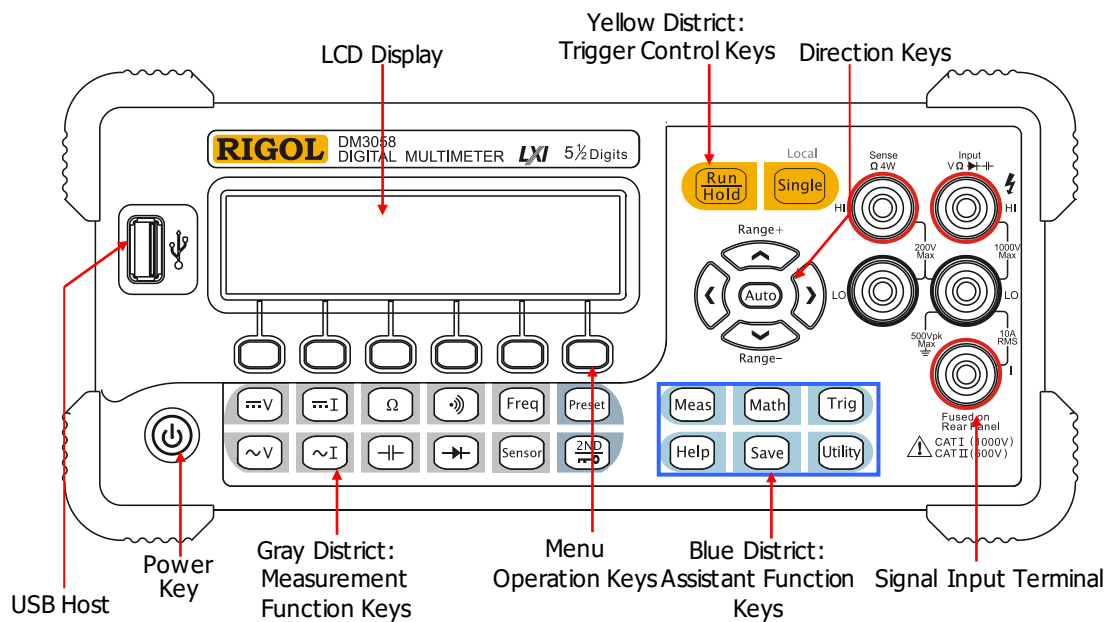 Yellow District:
Trigger Control Keys
LCD Display
Direction Keys
RIGOL
DM3058
DIGITAL MULTIMETER
LXI
5½Digits
Local
Run
Hold
Single
Sense
Ω 4W
Input
V Ω
HI
HI
200V
Max
1000V
Max
LO
LO
500Vpk
Max
10A
RMS
I
Fused on
Rear Panel
CAT I (1000V)
CAT II (600V)
Range+
Auto
Range−
V
I
Ω
Freq
Preset
∼V
∼I
Sensor
2ND
Meas
Math
Trig
Help
Save
Utility
USB Host
Power
Key
Gray District:
Measurement
Function Keys
Menu
Operation Keys
Blue District:
Assistant Function
Keys
Signal Input Terminal